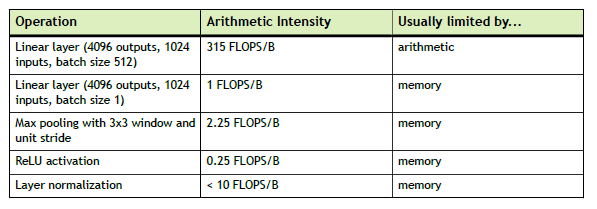 Operation Arithmetic Intensity Usually limited by...
Linear layer (4096 outputs, 1024 315 FLOPS/B arithmetic
inputs, batch size 512)
Linear layer (4096 outputs, 1024 1 FLOPS/B memory
inputs, batch size 1)
Max pooling with 3x3 window and 2.25 FLOPS/B memory
unit stride
ReLU activation 0.25 FLOPS/B memory
Layer normalization < 10 FLOPS/B memory